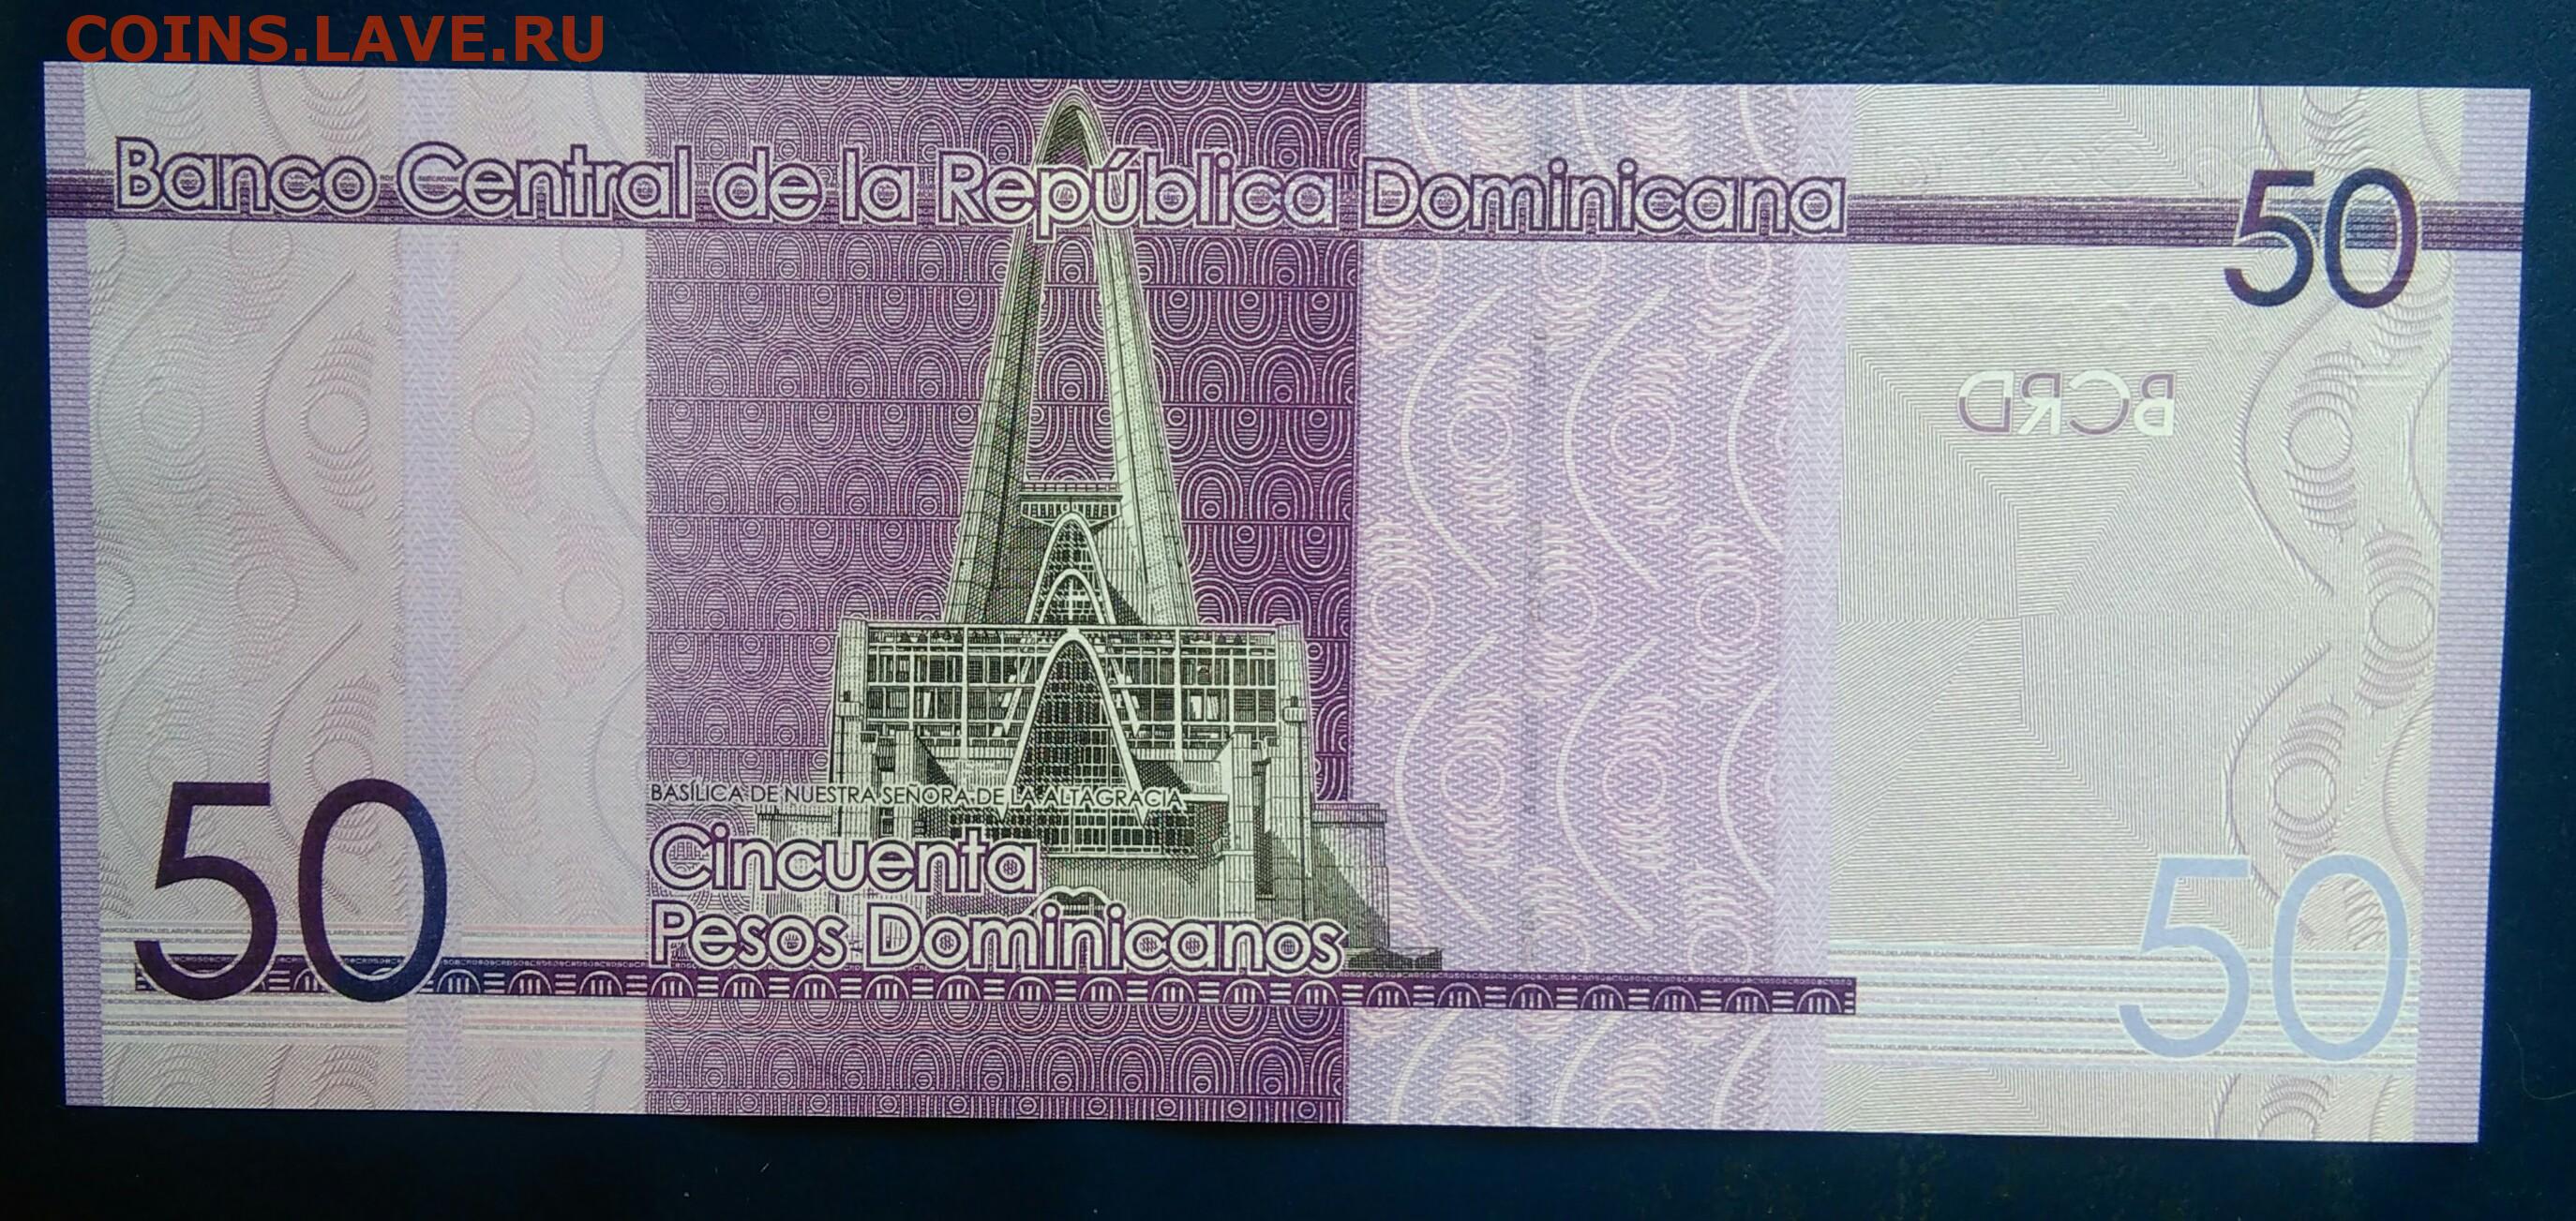 COINS.LAVE.RU
Banco Central de la República Dominicana
50
BCRD
BASÍLICA DE NUESTRA SEÑORA DE LA ALTAGRACIA
Cincuenta
Pesos Dominicanos
50
50